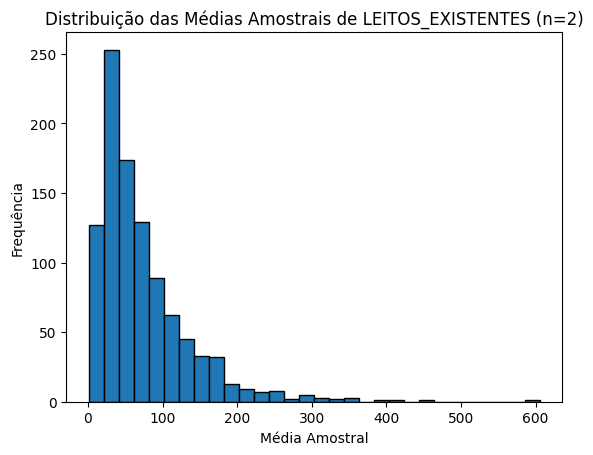 Distribuição das Médias Amostrais de LEITOS_EXISTENTES (n=2)
250
200
150
100
50
0
Frequência
0 100 200 300 400 500 600
Média Amostral